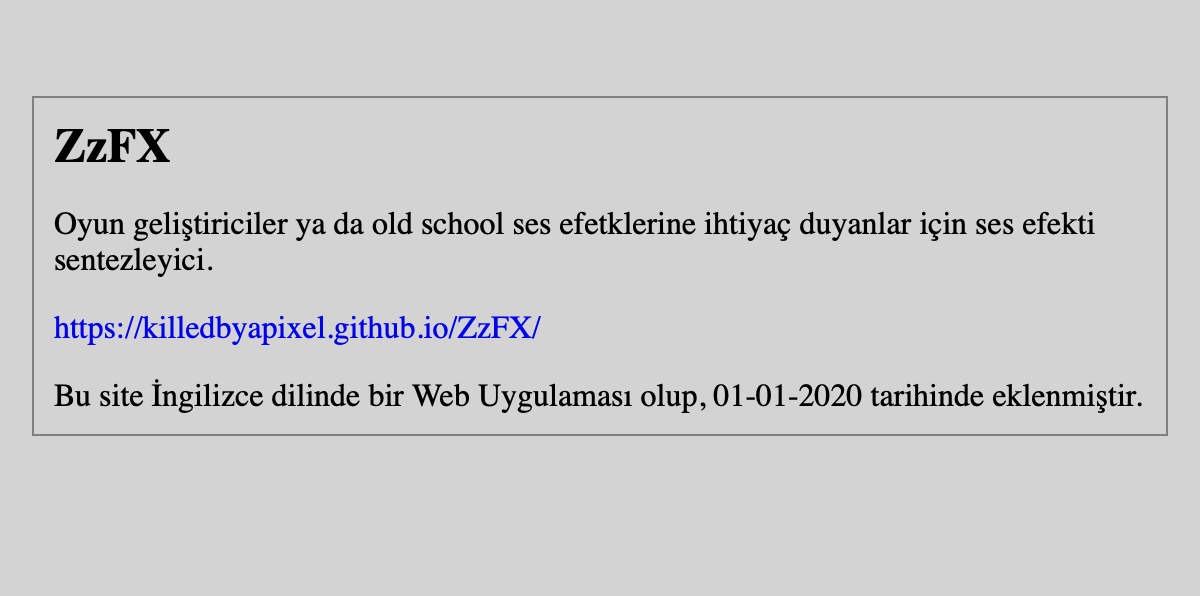 ZzFX
Oyun geliştiriciler ya da old school ses efetklerine ihtiyaç duyanlar için ses efekti
sentezleyici.
https://killedbyapixel.github.io/ZzFX/
Bu site İngilizce dilinde bir Web Uygulaması olup, 01-01-2020 tarihinde eklenmiştir.